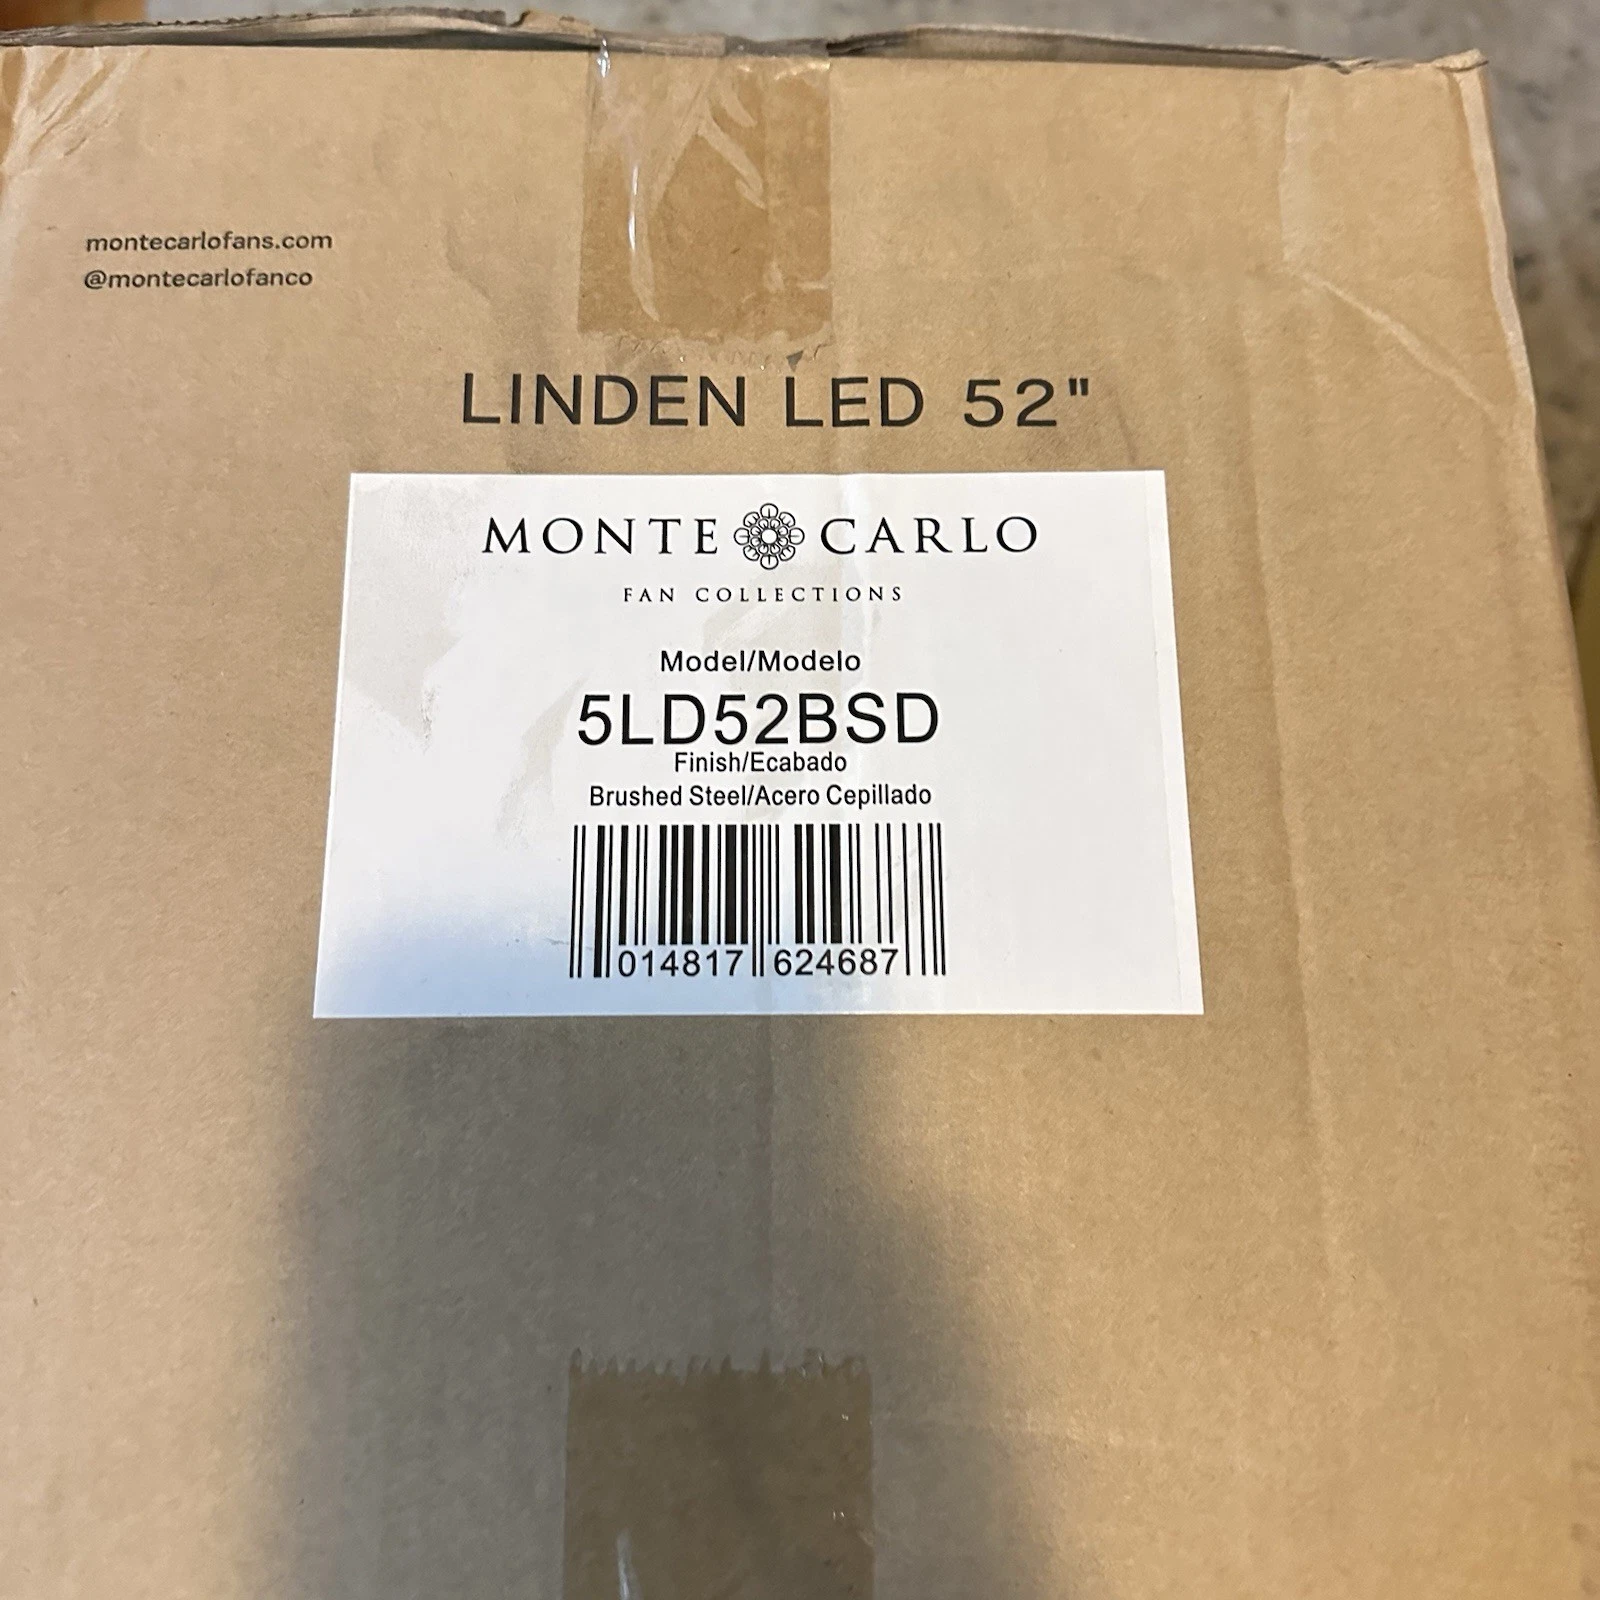 montecarlofans.com
@montecarlofanco
LINDEN LED 52"
MONTE CARLO
FAN COLLECTIONS
Model/Modelo
5LD52BSD
Finish/Ecabado
Brushed Steel/Acero Cepillado
014817 624687